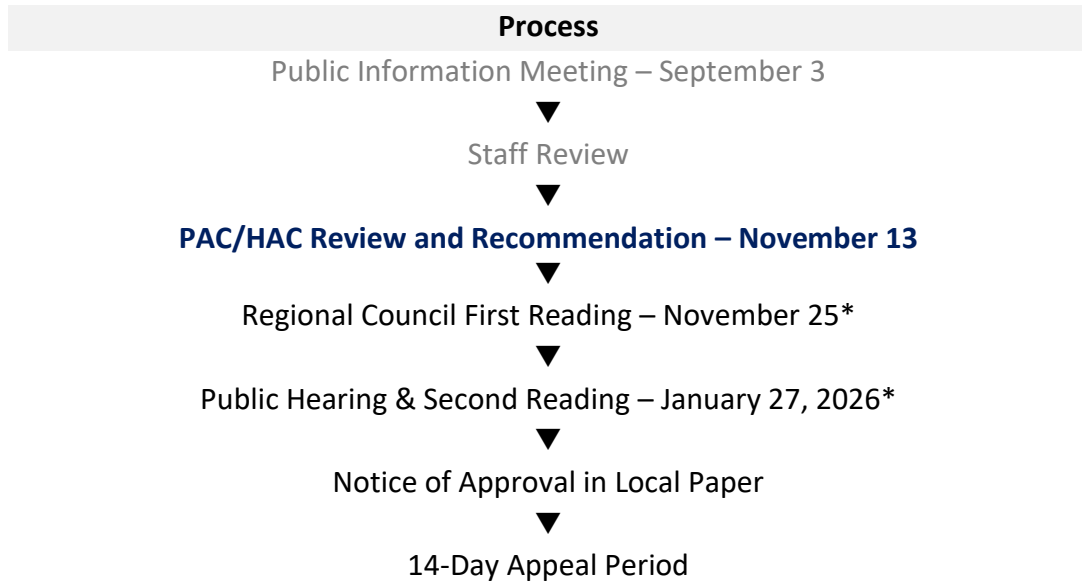 Process
Public Information Meeting – September 3
Staff Review
PAC/HAC Review and Recommendation – November 13
Regional Council First Reading – November 25*
Public Hearing & Second Reading – January 27, 2026*
Notice of Approval in Local Paper
14-Day Appeal Period